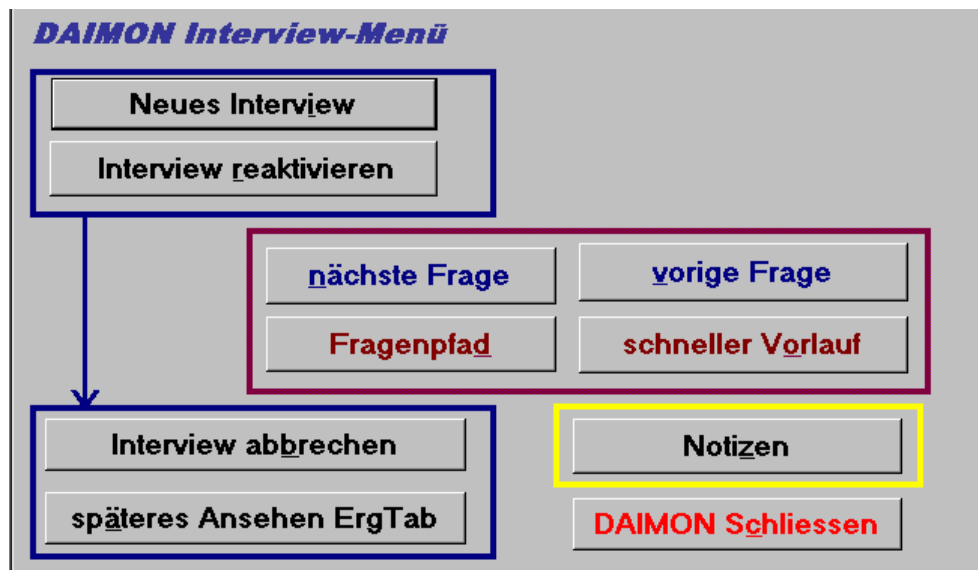 DAIMON Interview-Menü
Neues Interview
Interview reaktivieren
nächste Frage
vorige Frage
Fragenpfad
schneller Vorlauf
Interview abbrechen
Notizen
späteres Ansehen ErgTab
DAIMON Schliessen